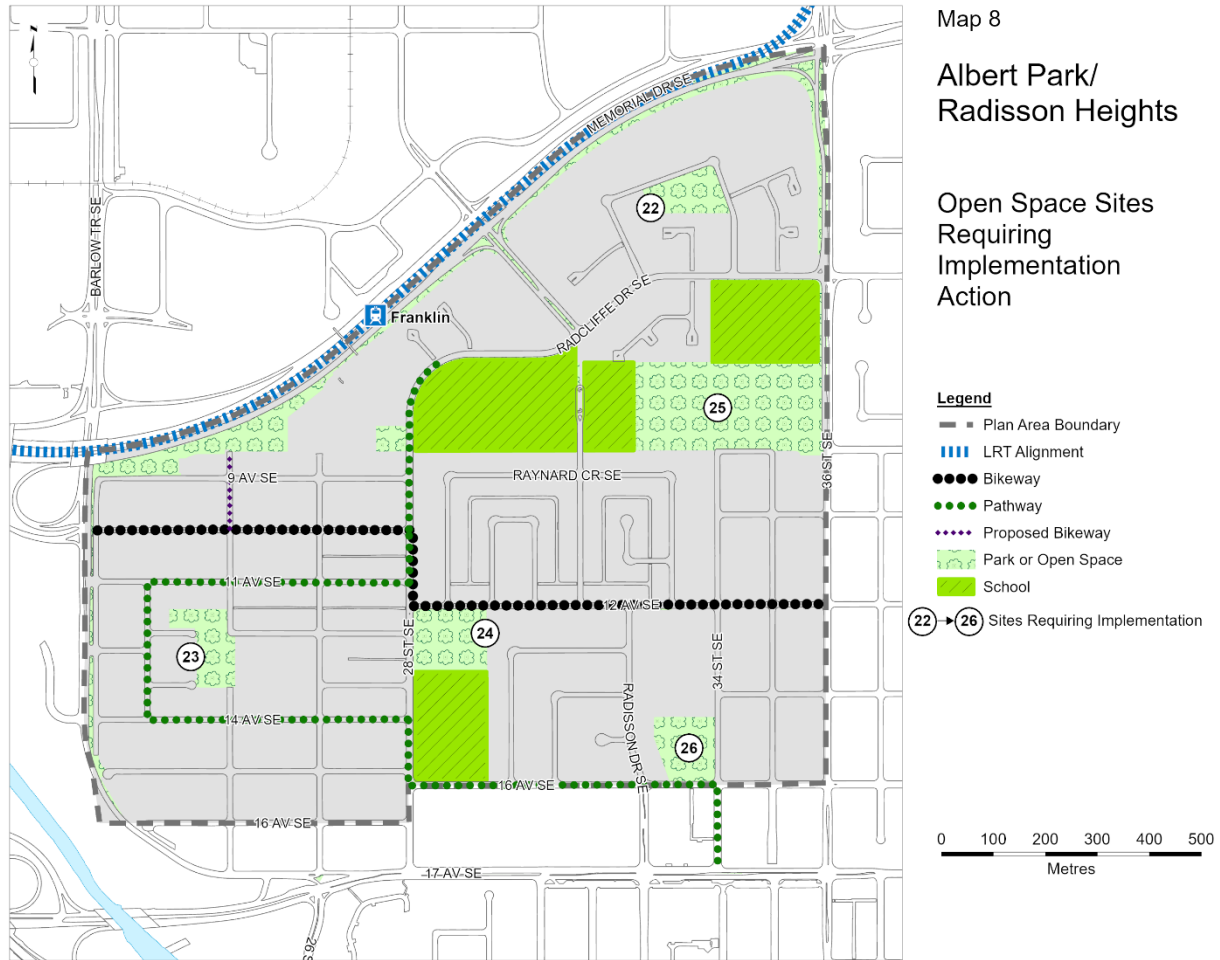 Map 8
Albert Park/
Radisson Heights
Open Space Sites
Requiring
Implementation
Action
Legend
Plan Area Boundary
LRT Alignment
Bikeway
Pathway
Proposed Bikeway
Park or Open Space
School
22 26 Sites Requiring Implementation
0 100 200 300 400 500
Metres
MEMORIAL DR SE
BARLOW TR SE
22
Franklin
RADCLIFFE DR SE
25
36 ST SE
9 AV SE
RAYNARD CR SE
11 AV SE
12 AV SE
23
24
28 ST SE
34 ST SE
RADISSON DR SE
14 AV SE
26
16 AV SE
16 AV SE
17 AV SE
26 S